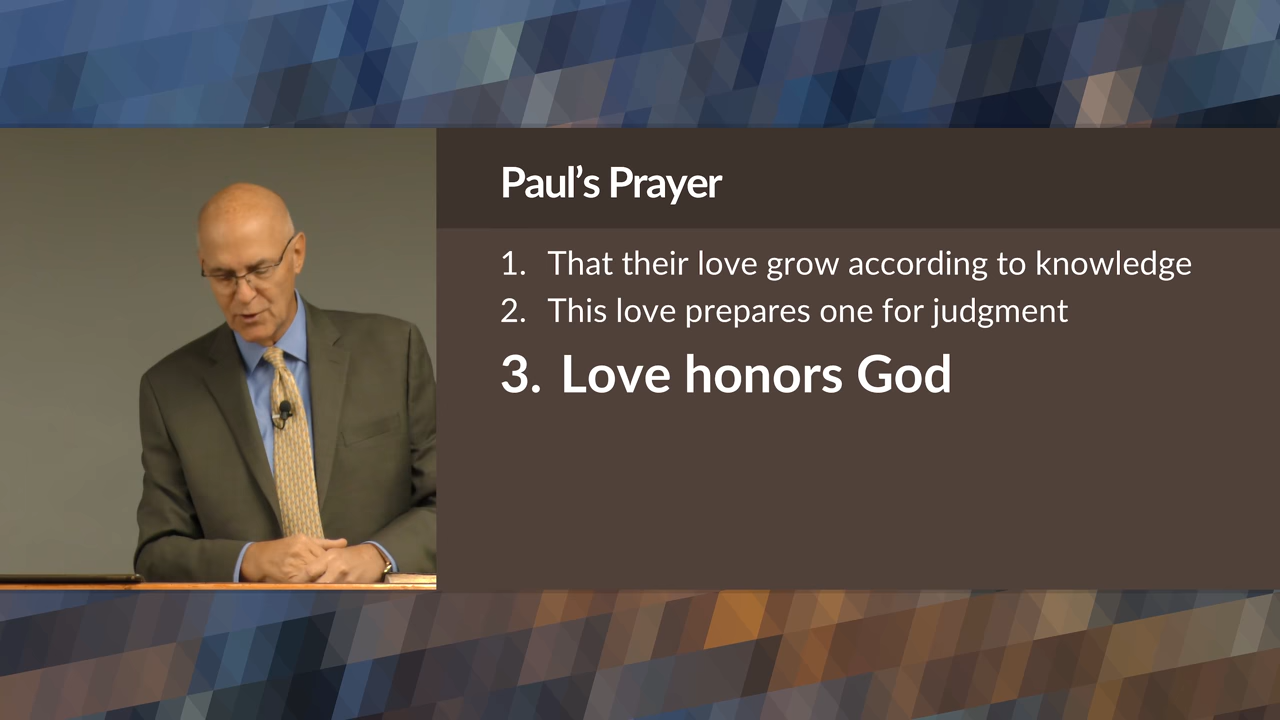 Paul’s Prayer
1. That their love grow according to knowledge
2. This love prepares one for judgment
3. Love honors God